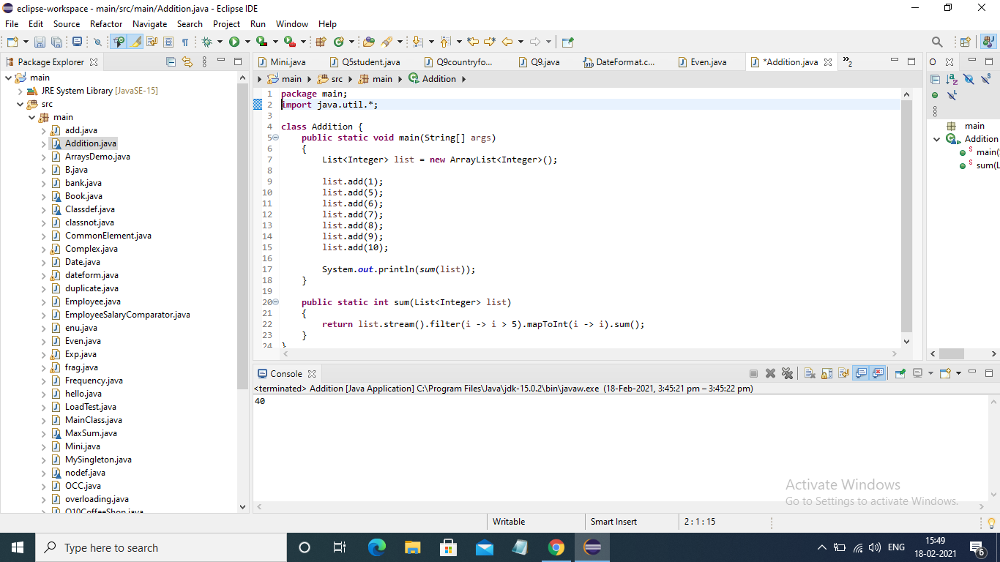 eclipse-workspace - main/src/main/Addition.java - Eclipse IDE
File Edit Source Refactor Navigate Search Project Run Window Help
Package Explorer
main
JRE System Library [JavaSE-15]
src
main
add.java
Addition.java
ArraysDemo.java
B.java
bank.java
Book.java
Classdef.java
classnot.java
CommonElement.java
Complex.java
Date.java
dateform.java
duplicate.java
Employee.java
EmployeeSalaryComparator.java
enu.java
Even.java
Exp.java
frag.java
Frequency.java
hello.java
LoadTest.java
MainClass.java
MaxSum.java
Mini.java
MySingleton.java
nodef.java
OCC.java
overloading.java
Q10CoffeeShop.java
Mini.java Q5student.java Q9countryfo... Q9.java DateFormat.c... Even.java *Addition.java »2
main src main Addition
1 package main;
2 import java.util.*;
3
4 class Addition {
5 public static void main(String[] args)
6 {
7 List<Integer> list = new ArrayList<Integer>();
8
9 list.add(1);
10 list.add(5);
11 list.add(6);
12 list.add(7);
13 list.add(8);
14 list.add(9);
15 list.add(10);
16
17 System.out.println(sum(list));
18 }
19
20 public static int sum(List<Integer> list)
21 {
22 return list.stream().filter(i -> i > 5).mapToInt(i -> i).sum();
23 }
24 }
O
main
Addition
S main(
S sum(L
Console
<terminated> Addition [Java Application] C:\Program Files\Java\jdk-15.0.2\bin\javaw.exe (18-Feb-2021, 3:45:21 pm – 3:45:22 pm)
40
Activate Windows
Go to Settings to activate Windows.
Writable Smart Insert 2 : 1 : 15
Type here to search
ENG
15:49
18-02-2021
6